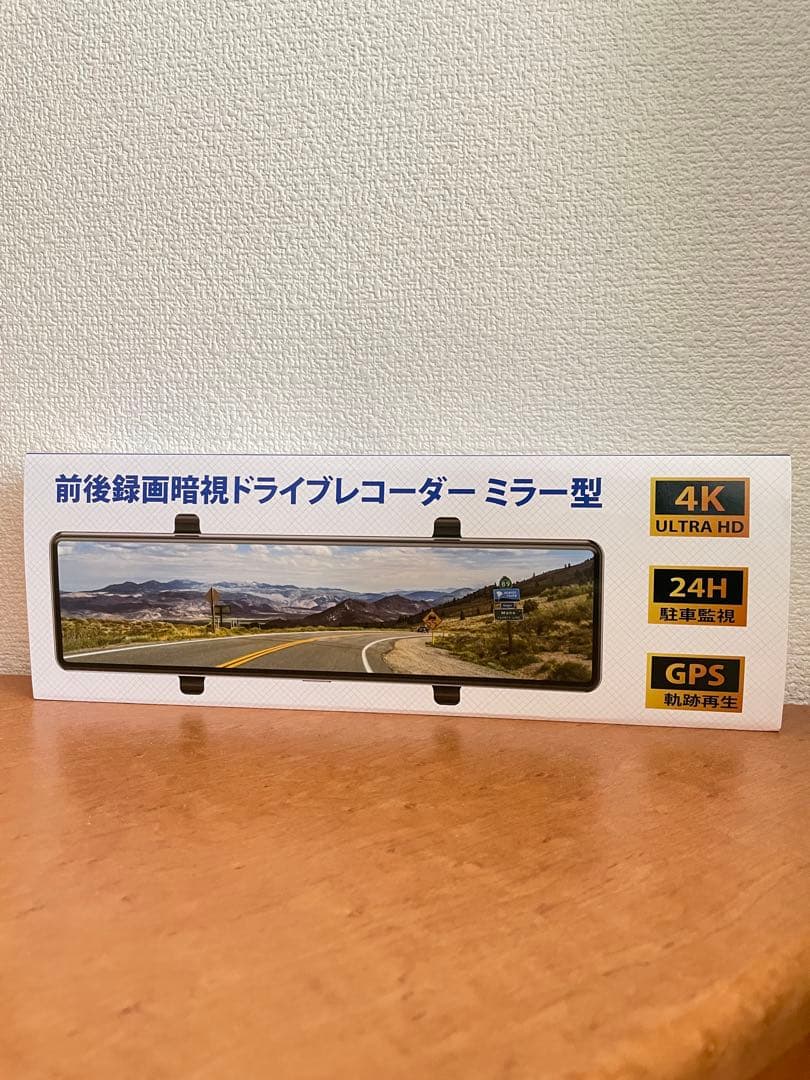 前後録画暗視ドライブレコーダー ミラー型
4K
ULTRA HD
24H
駐車監視
GPS
軌跡再生
89